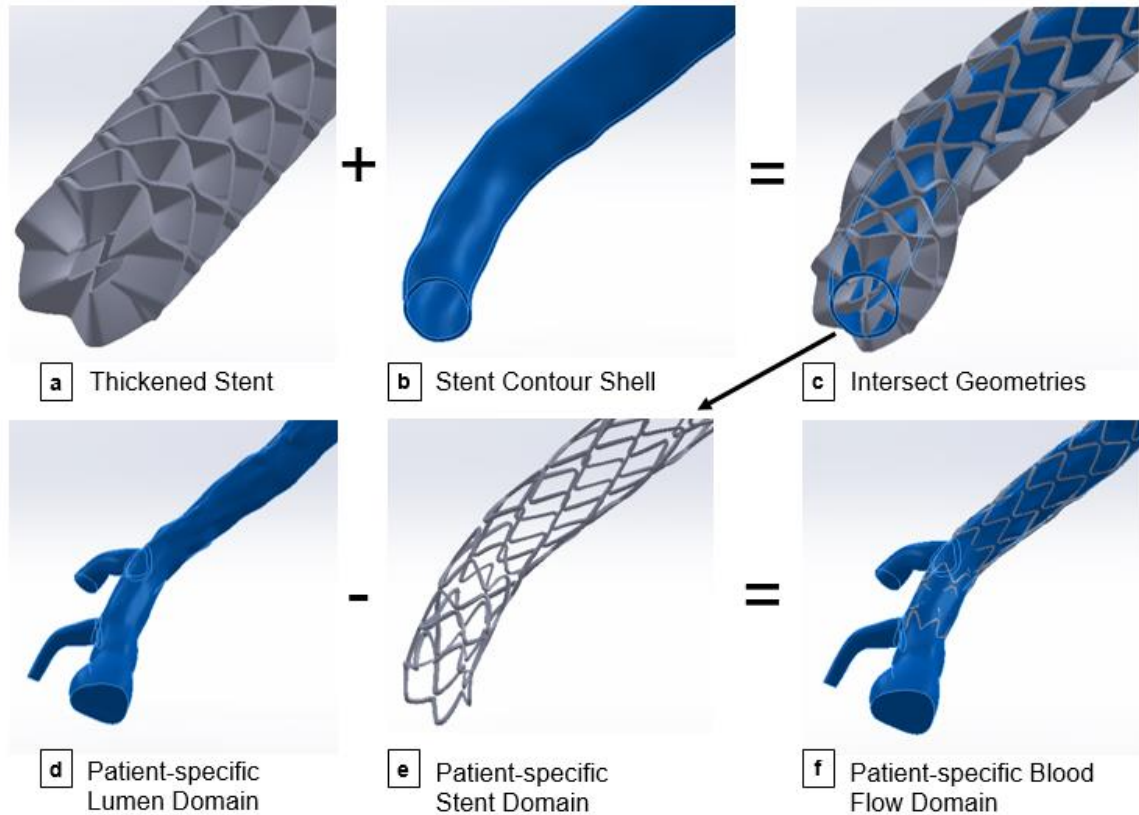 +
=
a Thickened Stent
b Stent Contour Shell
c Intersect Geometries
-
=
d Patient-specific
Lumen Domain
e Patient-specific
Stent Domain
f Patient-specific Blood
Flow Domain